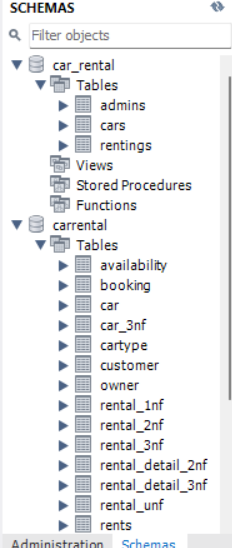 SCHEMAS
Filter objects
car_rental
Tables
admins
cars
rentings
Views
Stored Procedures
Functions
carrental
Tables
availability
booking
car
car_3nf
cartype
customer
owner
rental_1nf
rental_2nf
rental_3nf
rental_detail_2nf
rental_detail_3nf
rental_unf
rents
Administration Schemas